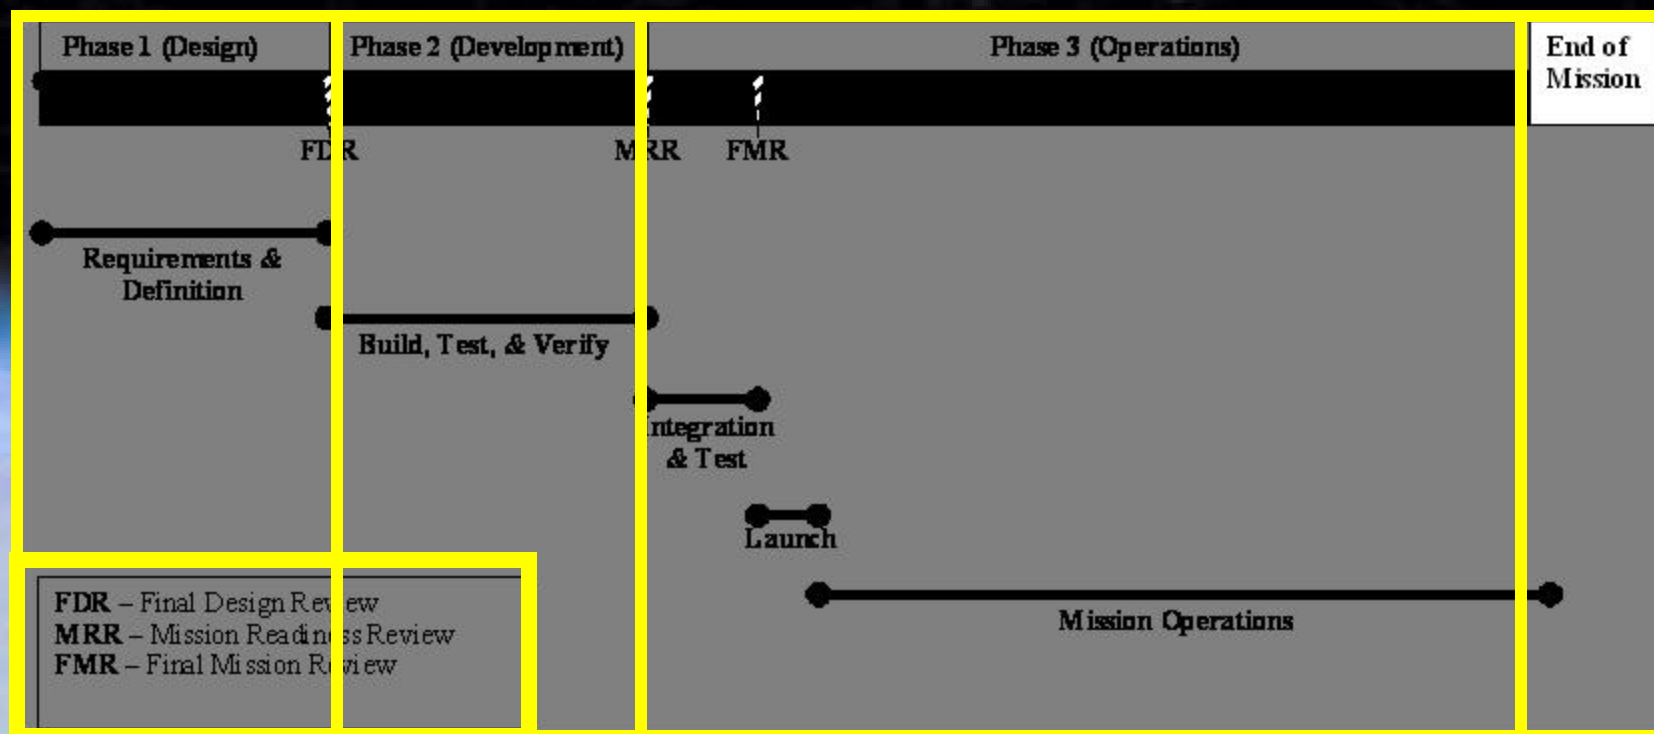 Phase 1 (Design)
Phase 2 (Development)
Phase 3 (Operations)
End of
Mission
FDR
MRR
FMR
Requirements &
Definition
Build, Test, & Verify
Integration
& Test
Launch
Mission Operations
FDR – Final Design Review
MRR – Mission Readiness Review
FMR – Final Mission Review